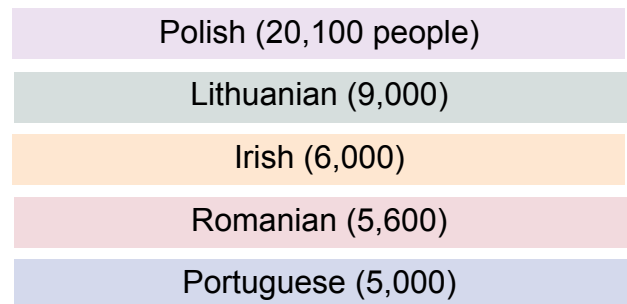 Polish (20,100 people)
Lithuanian (9,000)
Irish (6,000)
Romanian (5,600)
Portuguese (5,000)